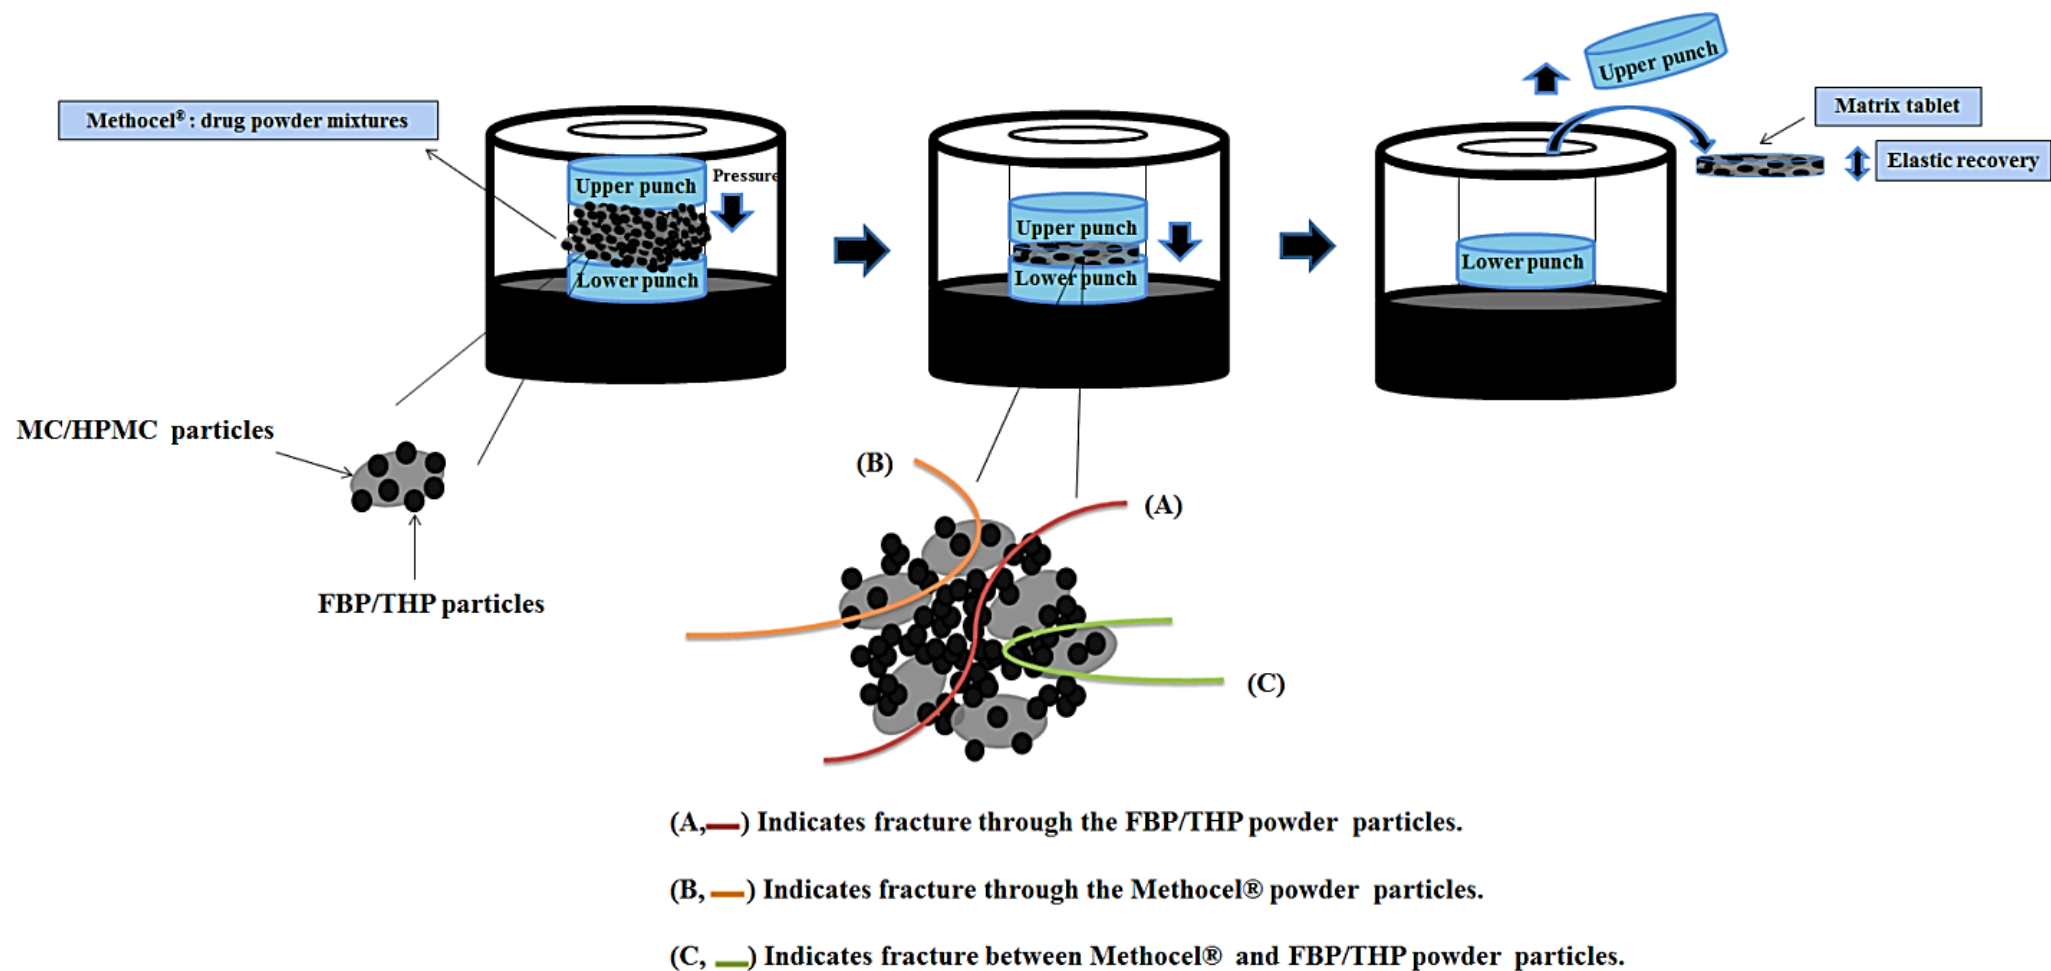 Methocel® : drug powder mixtures
Upper punch
Pressure
Lower punch
Upper punch
Lower punch
Upper punch
Matrix tablet
Elastic recovery
Lower punch
MC/HPMC particles
FBP/THP particles
(B)
(A)
(C)
(A, ) Indicates fracture through the FBP/THP powder particles.
(B, ) Indicates fracture through the Methocel® powder particles.
(C, ) Indicates fracture between Methocel® and FBP/THP powder particles.